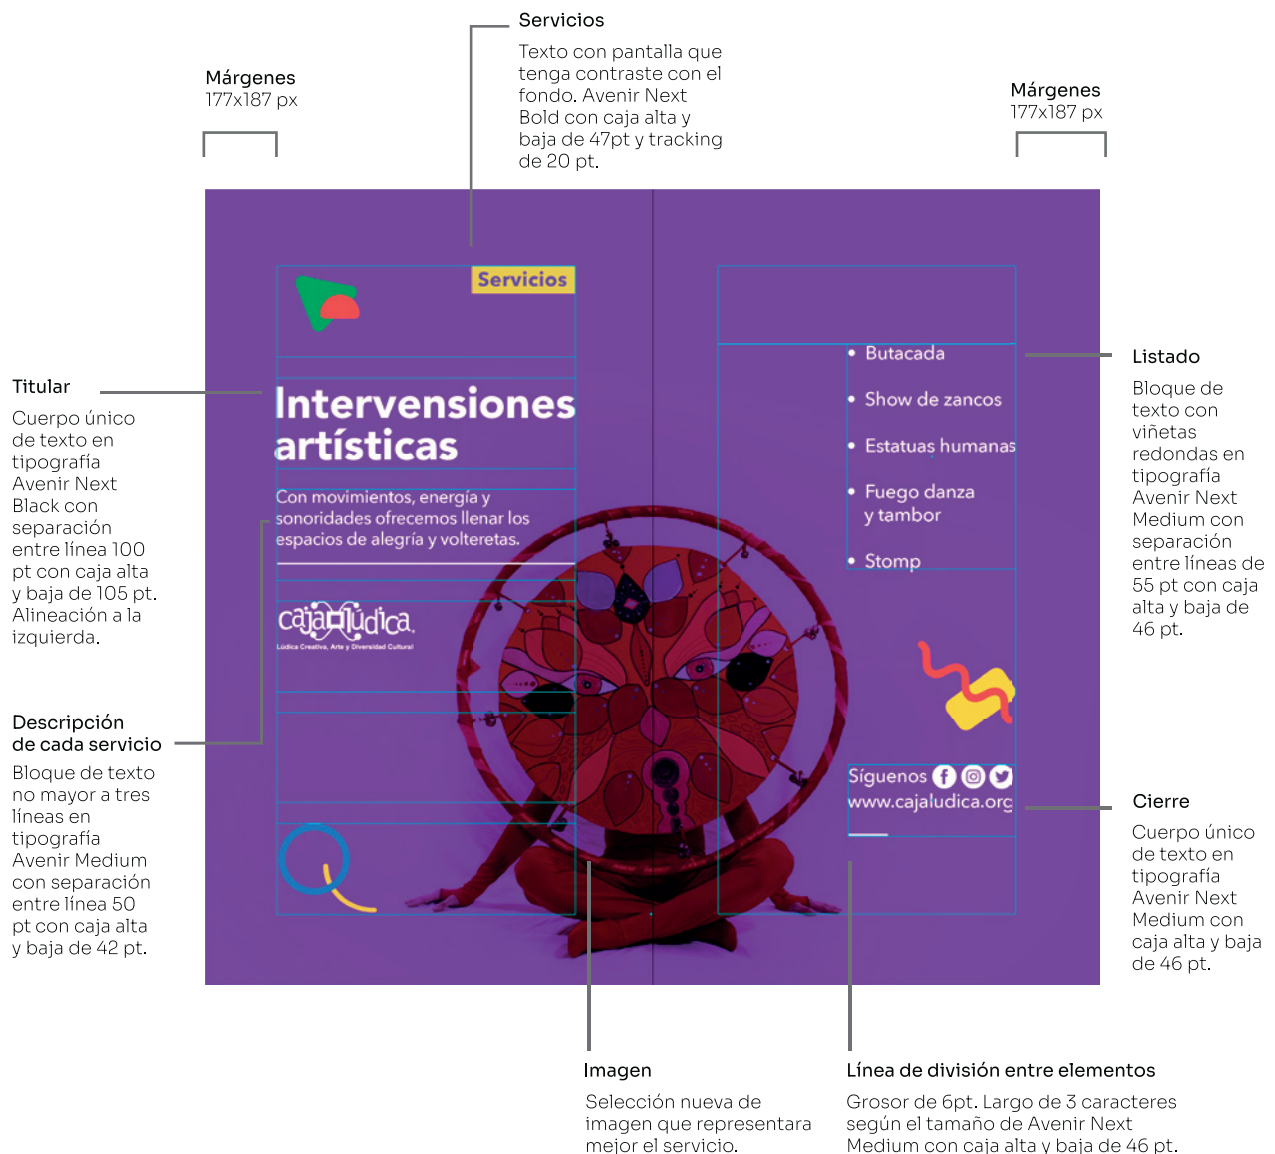 Servicios
Texto con pantalla que
tenga contraste con el
fondo. Avenir Next
Bold con caja alta y
baja de 47pt y tracking
de 20 pt.
Márgenes
177x187 px
Márgenes
177x187 px
Titular
Cuerpo único
de texto en
tipografía
Avenir Next
Black con
separación
entre línea 100
pt con caja alta
y baja de 105 pt.
Alineación a la
izquierda.
Descripción
de cada servicio
Bloque de texto
no mayor a tres
líneas en
tipografía
Avenir Medium
con separación
entre línea 50
pt con caja alta
y baja de 42 pt.
Servicios
Intervensiones
artísticas
Con movimientos, energía y
sonoridades ofrecemos llenar los
espacios de alegría y volteretas.
caja lúdica.
Lúdica Creativa, Arte y Diversidad Cultural
• Butacada
• Show de zancos
• Estatuas humanas
• Fuego danza
y tambor
• Stomp
Síguenos
www.cajaludica.org
Listado
Bloque de
texto con
viñetas
redondas en
tipografía
Avenir Next
Medium con
separación
entre líneas de
55 pt con caja
alta y baja de
46 pt.
Cierre
Cuerpo único
de texto en
tipografía
Avenir Next
Medium con
caja alta y baja
de 46 pt.
Imagen
Selección nueva de
imagen que representara
mejor el servicio.
Línea de división entre elementos
Grosor de 6pt. Largo de 3 caracteres
según el tamaño de Avenir Next
Medium con caja alta y baja de 46 pt.